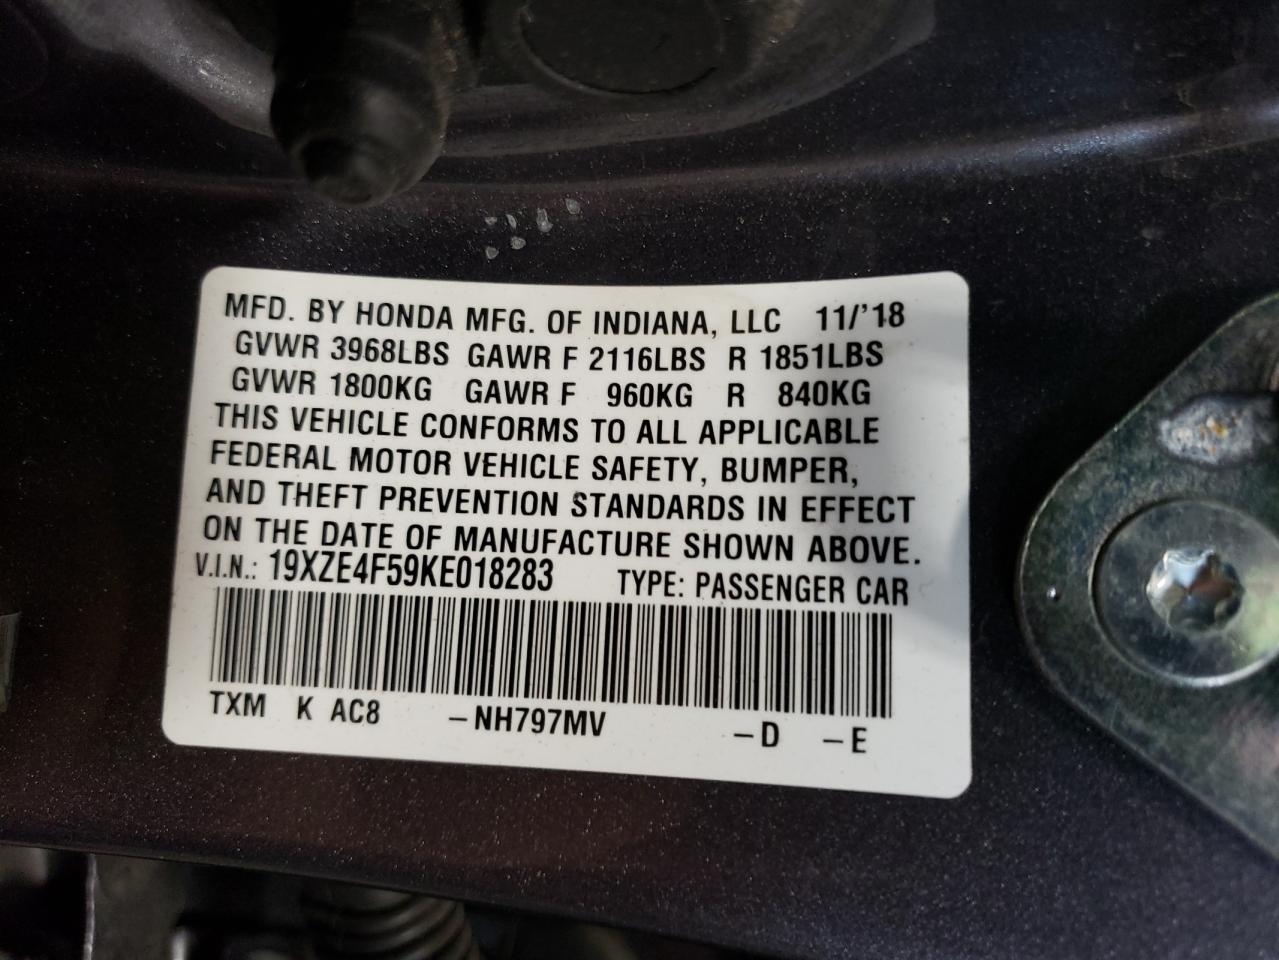 MFD. BY HONDA MFG. OF INDIANA, LLC 11/'18
GVWR 3968LBS GAWR F 2116LBS R 1851LBS
GVWR 1800KG GAWR F 960KG R 840KG
THIS VEHICLE CONFORMS TO ALL APPLICABLE
FEDERAL MOTOR VEHICLE SAFETY, BUMPER,
AND THEFT PREVENTION STANDARDS IN EFFECT
ON THE DATE OF MANUFACTURE SHOWN ABOVE.
V.I.N.: 19XZE4F59KE018283 TYPE: PASSENGER CAR
TXM K AC8 –NH797MV –D –E